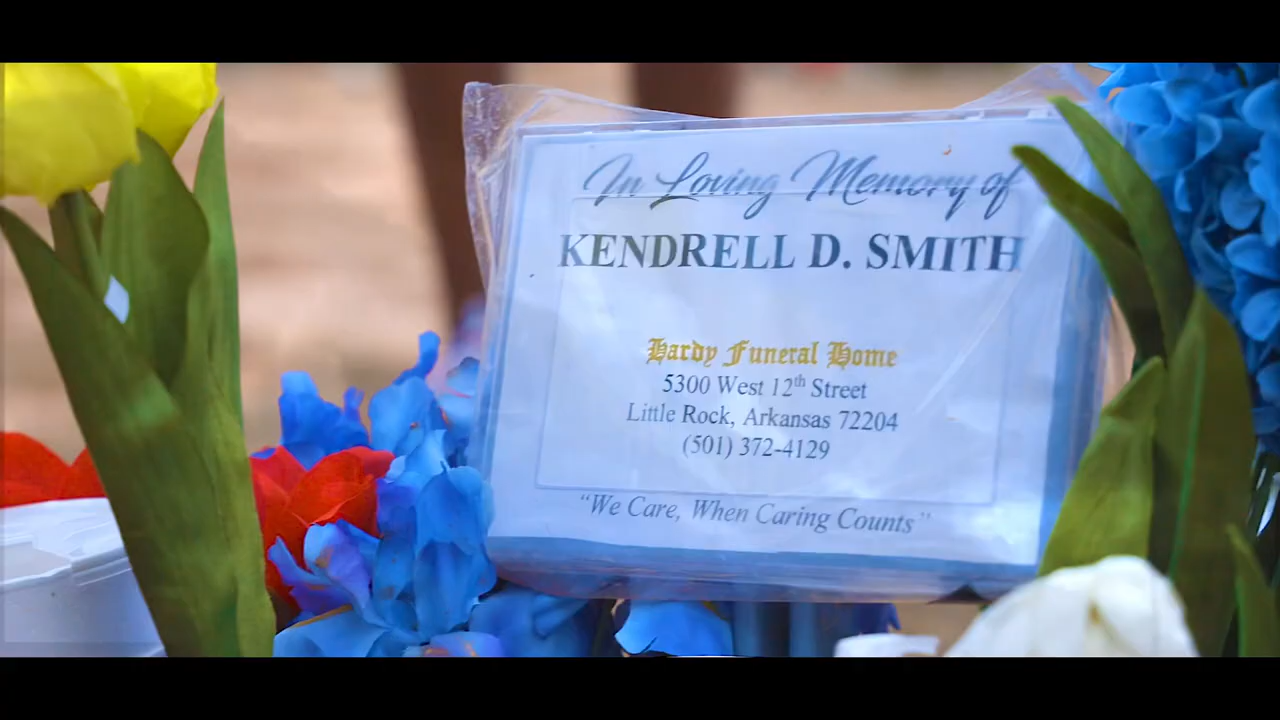 In Loving Memory of
KENDRELL D. SMITH
Hardy Funeral Home
5300 West 12th Street
Little Rock, Arkansas 72204
(501) 372-4129
“We Care, When Caring Counts”